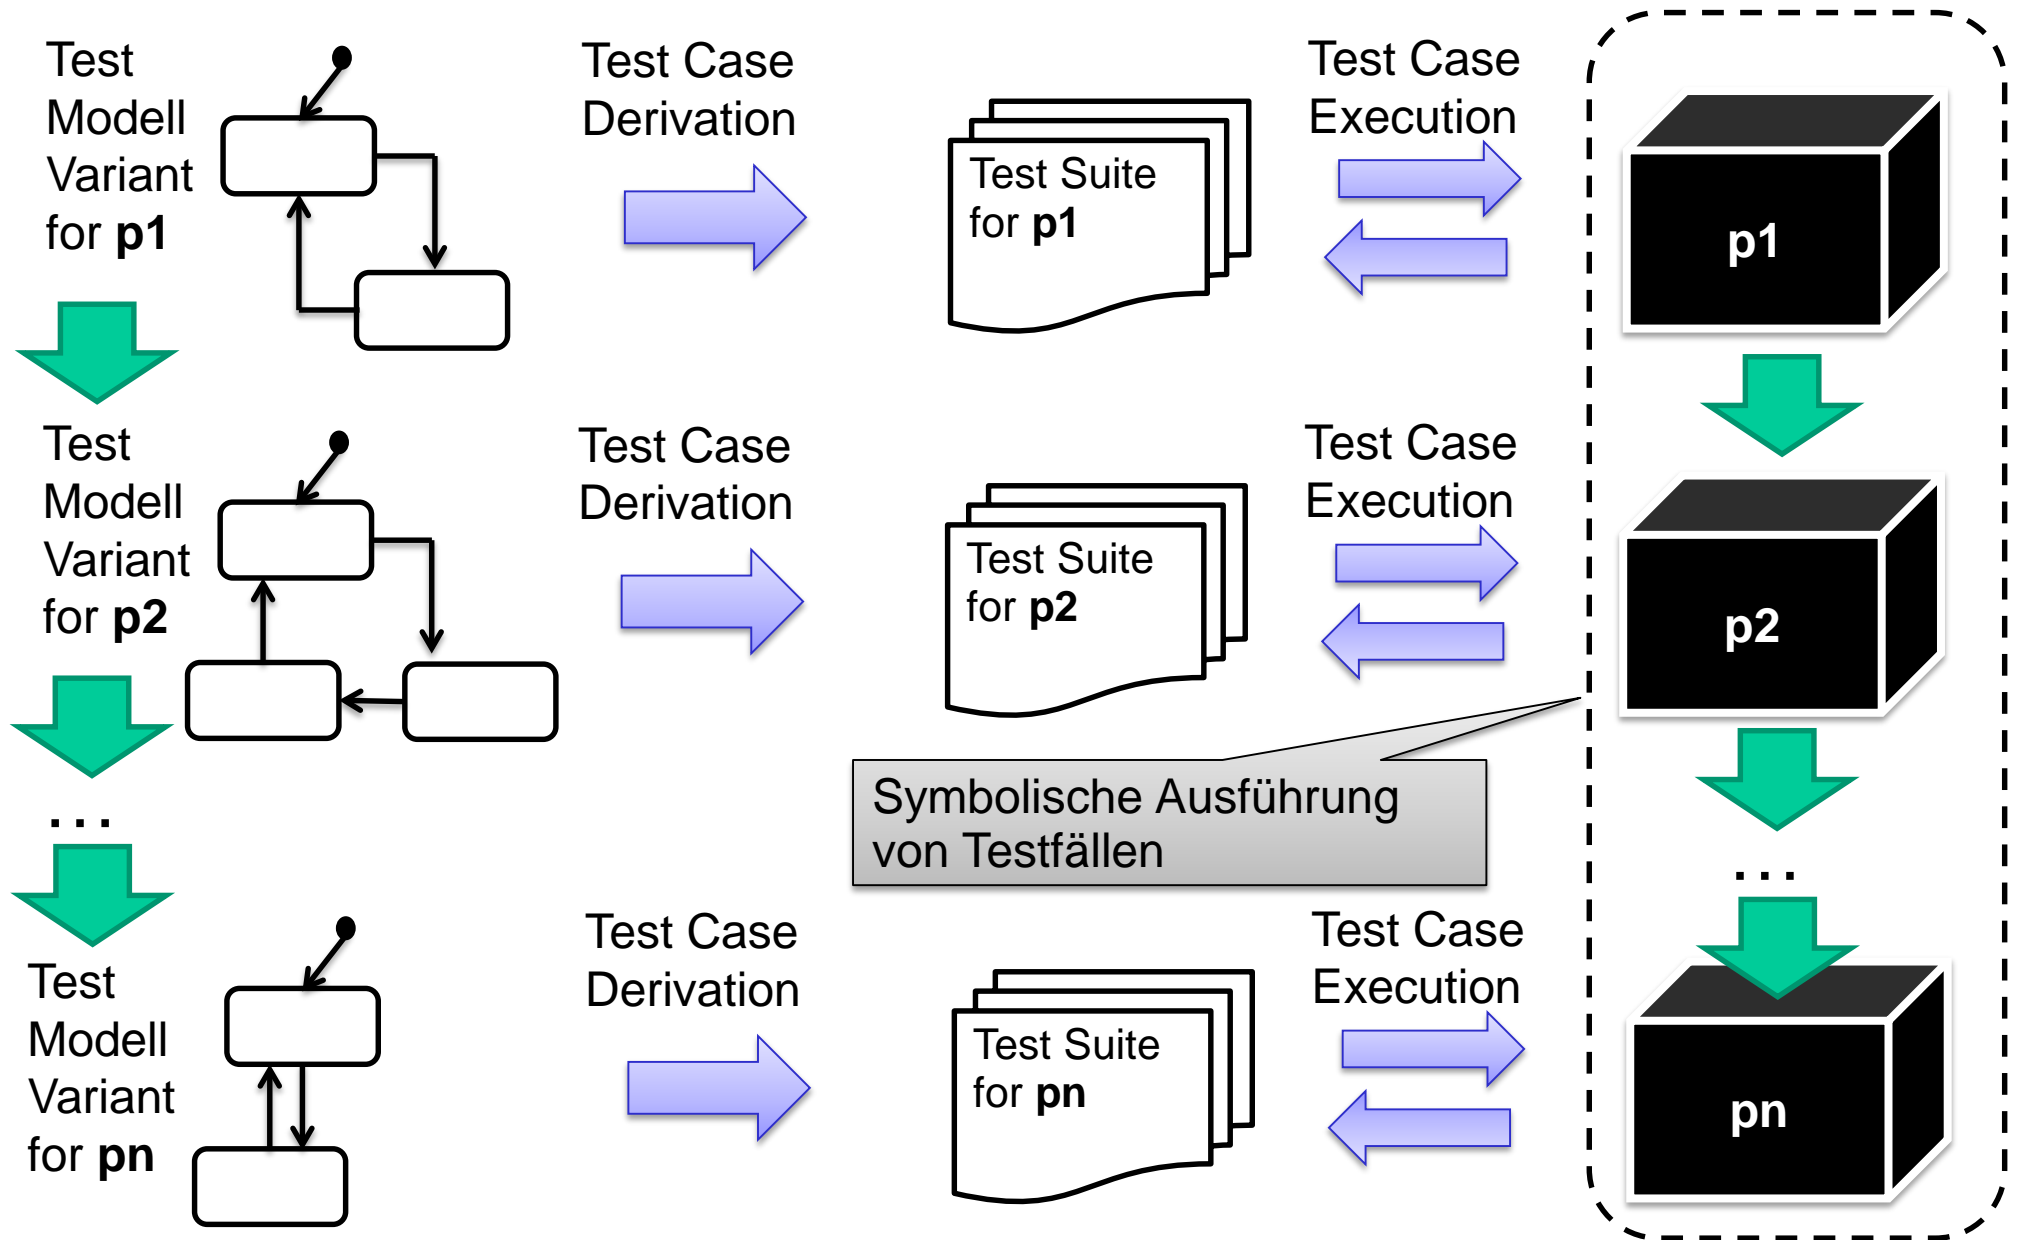 Test
Modell
Variant
for p1
Test Case
Derivation
Test Suite
for p1
Test Case
Execution
p1
Test
Modell
Variant
for p2
Test Case
Derivation
Test Suite
for p2
Test Case
Execution
p2
Symbolische Ausführung
von Testfällen
...
...
Test
Modell
Variant
for pn
Test Case
Derivation
Test Suite
for pn
Test Case
Execution
pn